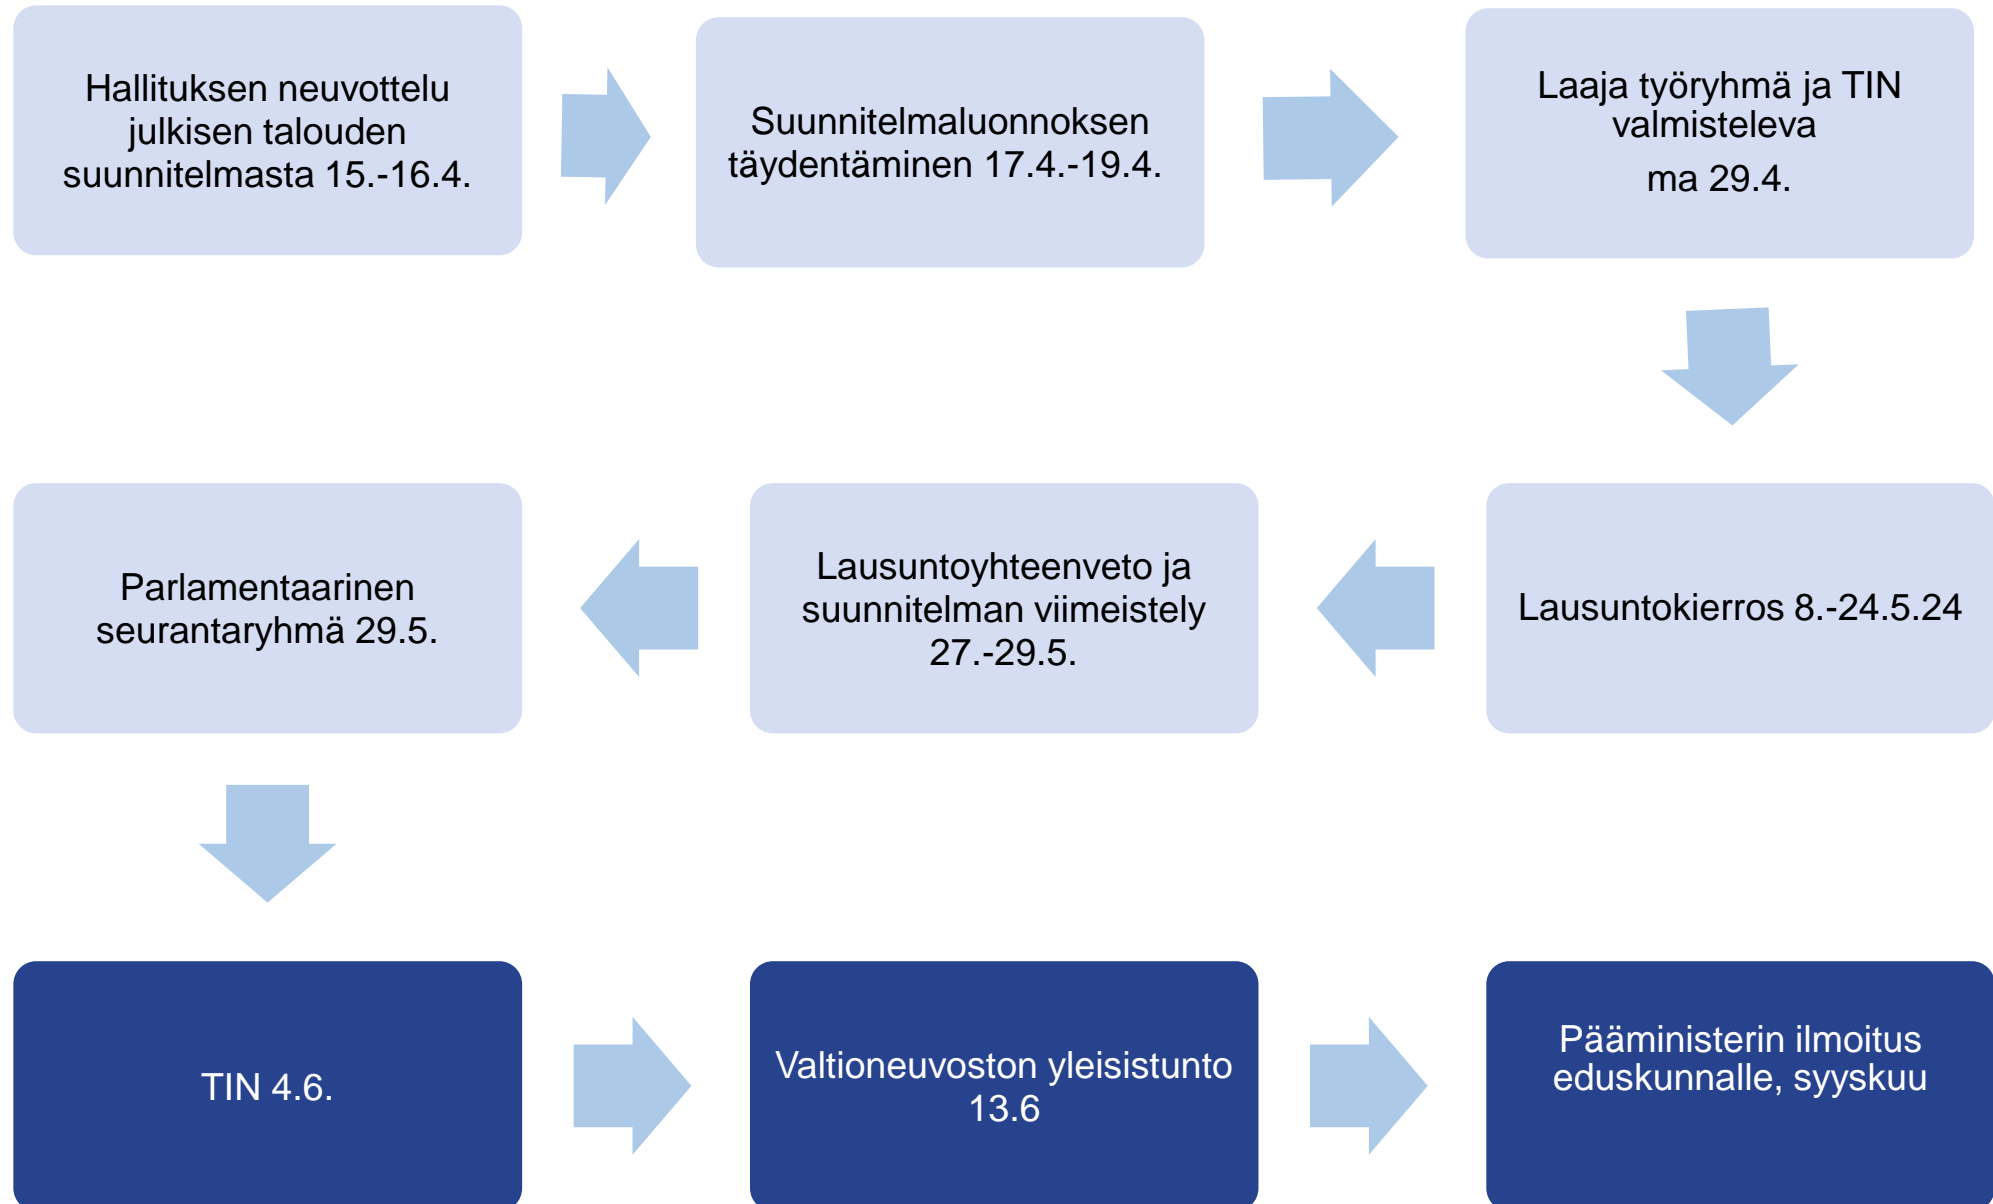 Hallituksen neuvottelu
julkisen talouden
suunnitelmasta 15.-16.4.
Suunnitelmaluonnoksen
täydentäminen 17.4.-19.4.
Laaja työryhmä ja TIN
valmisteleva
ma 29.4.
Lausuntokierros 8.-24.5.24
Lausuntoyhteenveto ja
suunnitelman viimeistely
27.-29.5.
Parlamentaarinen
seurantaryhmä 29.5.
TIN 4.6.
Valtioneuvoston yleisistunto
13.6
Pääministerin ilmoitus
eduskunnalle, syyskuu